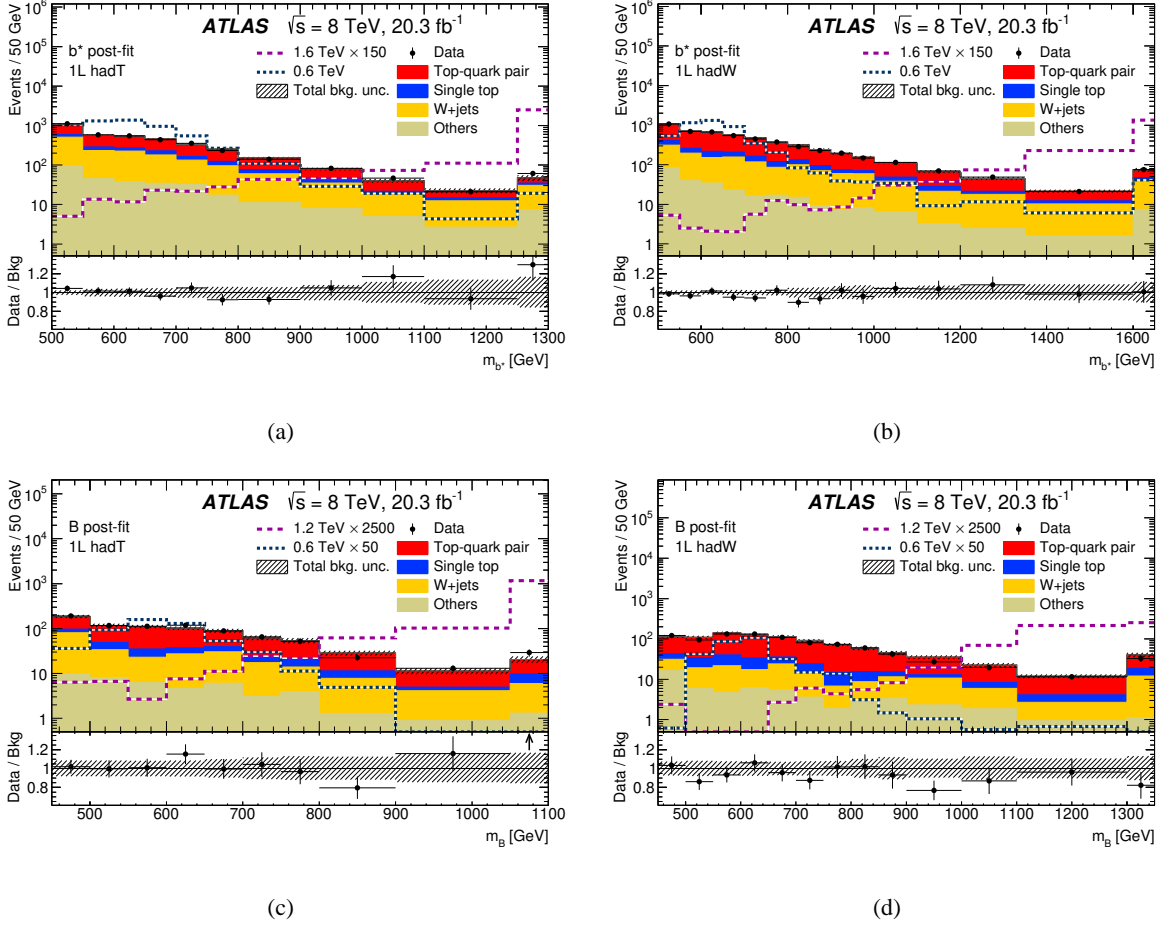 ATLAS √s = 8 TeV, 20.3 fb⁻¹
b* post-fit
1L hadT
1.6 TeV × 150
0.6 TeV
Total bkg. unc.
Data
Top-quark pair
Single top
W+jets
Others
Events / 50 GeV
10⁶
10⁵
10⁴
10³
10²
10
1
Data / Bkg
1.2
1
0.8
500 600 700 800 900 1000 1100 1200 1300
m_b* [GeV]
(a)
ATLAS √s = 8 TeV, 20.3 fb⁻¹
b* post-fit
1L hadW
1.6 TeV × 150
0.6 TeV
Total bkg. unc.
Data
Top-quark pair
Single top
W+jets
Others
Events / 50 GeV
10⁶
10⁵
10⁴
10³
10²
10
1
Data / Bkg
1.2
1
0.8
600 800 1000 1200 1400 1600
m_b* [GeV]
(b)
ATLAS √s = 8 TeV, 20.3 fb⁻¹
B post-fit
1L hadT
1.2 TeV × 2500
0.6 TeV × 50
Total bkg. unc.
Data
Top-quark pair
Single top
W+jets
Others
Events / 50 GeV
10⁵
10⁴
10³
10²
10
1
Data / Bkg
1.2
1
0.8
500 600 700 800 900 1000 1100
m_B [GeV]
(c)
ATLAS √s = 8 TeV, 20.3 fb⁻¹
B post-fit
1L hadW
1.2 TeV × 2500
0.6 TeV × 50
Total bkg. unc.
Data
Top-quark pair
Single top
W+jets
Others
Events / 50 GeV
10⁵
10⁴
10³
10²
10
1
Data / Bkg
1.2
1
0.8
500 600 700 800 900 1000 1100 1200 1300
m_B [GeV]
(d)